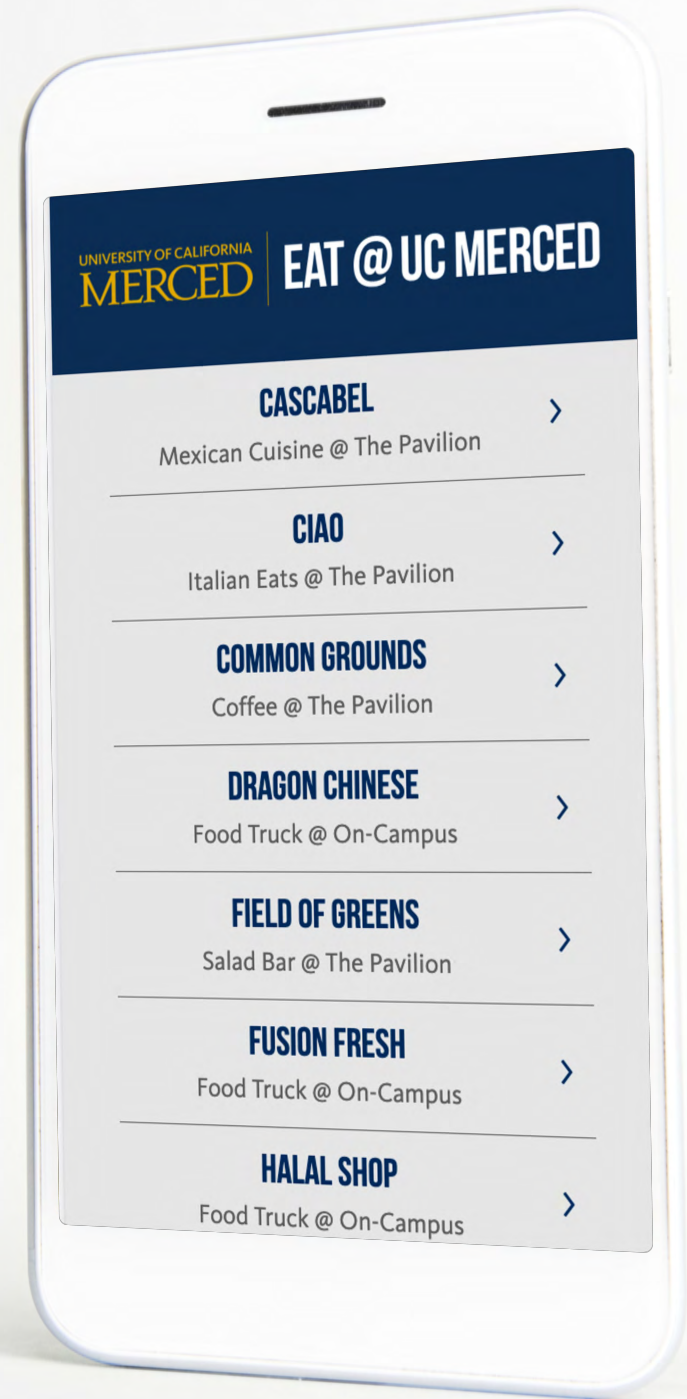 UNIVERSITY OF CALIFORNIA
MERCED
EAT @ UC MERCED
CASCABEL
Mexican Cuisine @ The Pavilion
CIAO
Italian Eats @ The Pavilion
COMMON GROUNDS
Coffee @ The Pavilion
DRAGON CHINESE
Food Truck @ On-Campus
FIELD OF GREENS
Salad Bar @ The Pavilion
FUSION FRESH
Food Truck @ On-Campus
HALAL SHOP
Food Truck @ On-Campus